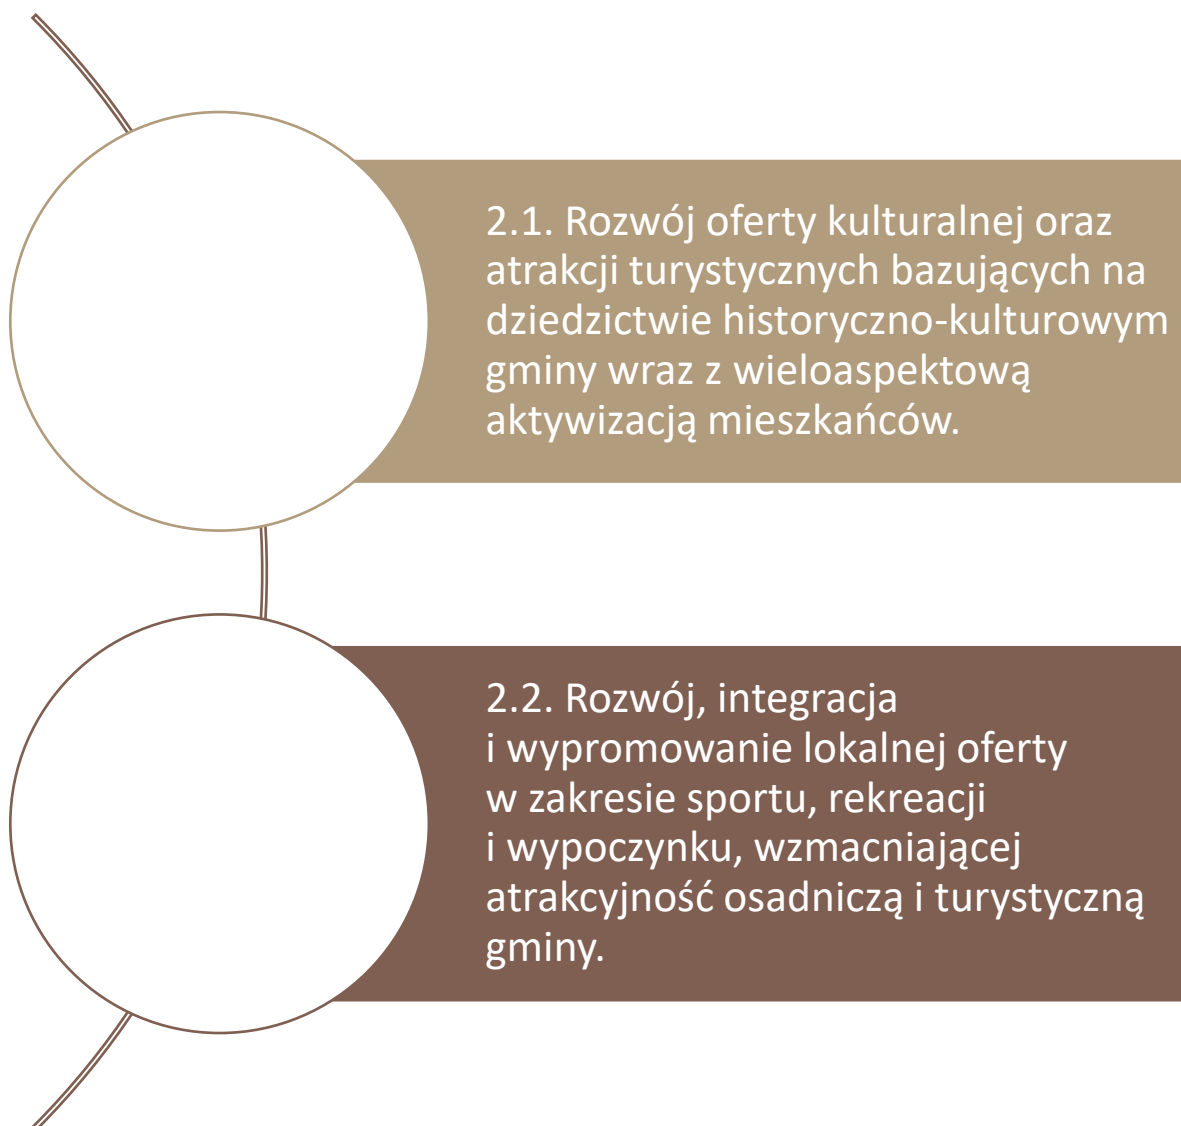 2.1. Rozwój oferty kulturalnej oraz
atrakcji turystycznych bazujących na
dziedzictwie historyczno-kulturowym
gminy wraz z wieloaspektową
aktywizacją mieszkańców.
2.2. Rozwój, integracja
i wypromowanie lokalnej oferty
w zakresie sportu, rekreacji
i wypoczynku, wzmacniającej
atrakcyjność osadniczą i turystyczną
gminy.